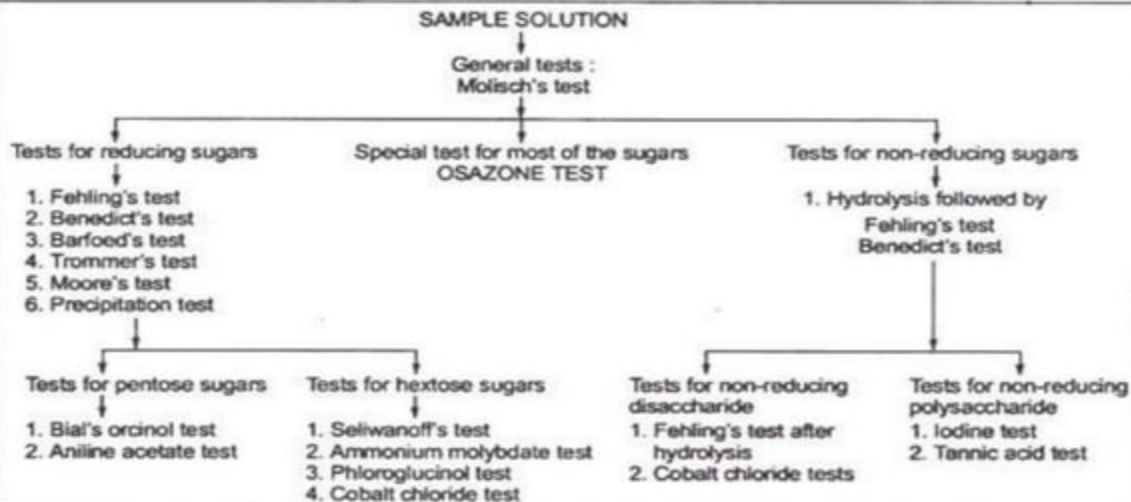 SAMPLE SOLUTION
General tests :
Molisch's test
Tests for reducing sugars
1. Fehling's test
2. Benedict's test
3. Barfoed's test
4. Trommer's test
5. Moore's test
6. Precipitation test
Special test for most of the sugars
OSAZONE TEST
Tests for non-reducing sugars
1. Hydrolysis followed by
Fehling's test
Benedict's test
Tests for pentose sugars
1. Bial's orcinol test
2. Aniline acetate test
Tests for hextose sugars
1. Seliwanoff's test
2. Ammonium molybdate test
3. Phloroglucinol test
4. Cobalt chloride test
Tests for non-reducing
disaccharide
1. Fehling's test after
hydrolysis
2. Cobalt chloride tests
Tests for non-reducing
polysaccharide
1. Iodine test
2. Tannic acid test